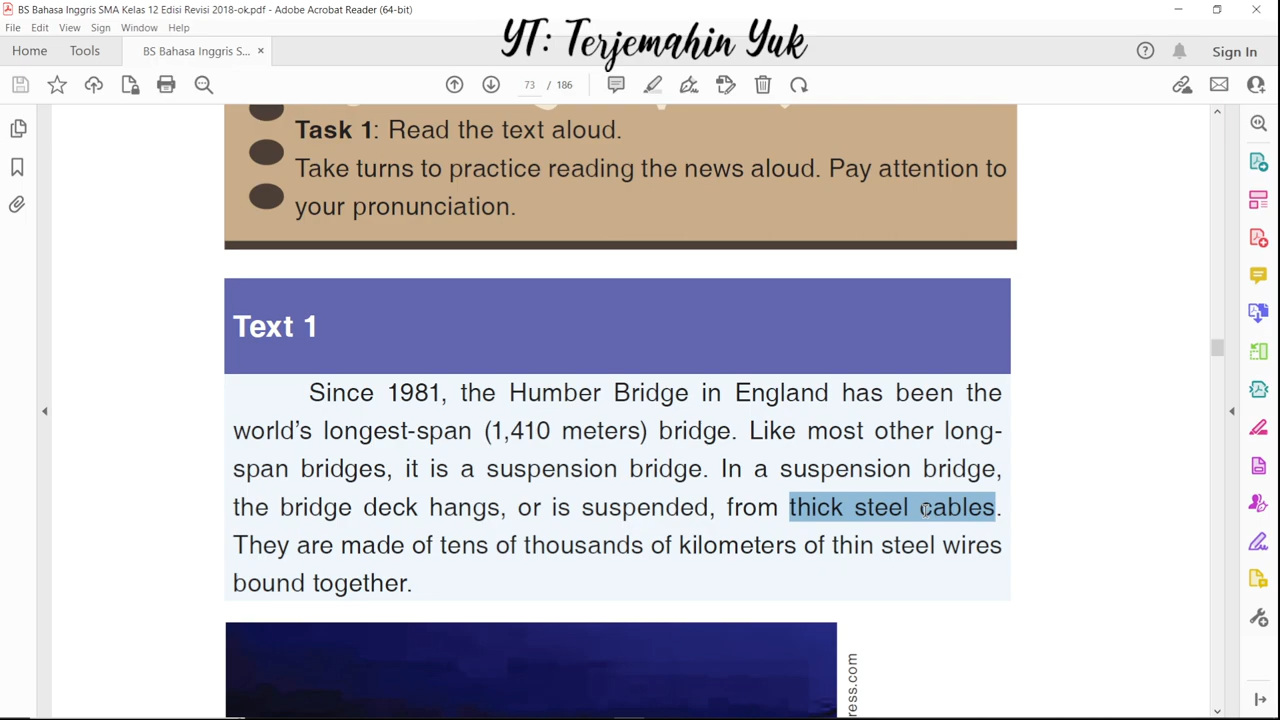 BS Bahasa Inggris SMA Kelas 12 Edisi Revisi 2018-ok.pdf - Adobe Acrobat Reader (64-bit)
YT: Terjemahin Yuk
File Edit View Sign Window Help
Home Tools BS Bahasa Inggris S... × Sign In
73 / 186
Task 1: Read the text aloud.
Take turns to practice reading the news aloud. Pay attention to
your pronunciation.
Text 1
Since 1981, the Humber Bridge in England has been the
world’s longest-span (1,410 meters) bridge. Like most other long-
span bridges, it is a suspension bridge. In a suspension bridge,
the bridge deck hangs, or is suspended, from thick steel cables.
They are made of tens of thousands of kilometers of thin steel wires
bound together.
ress.com